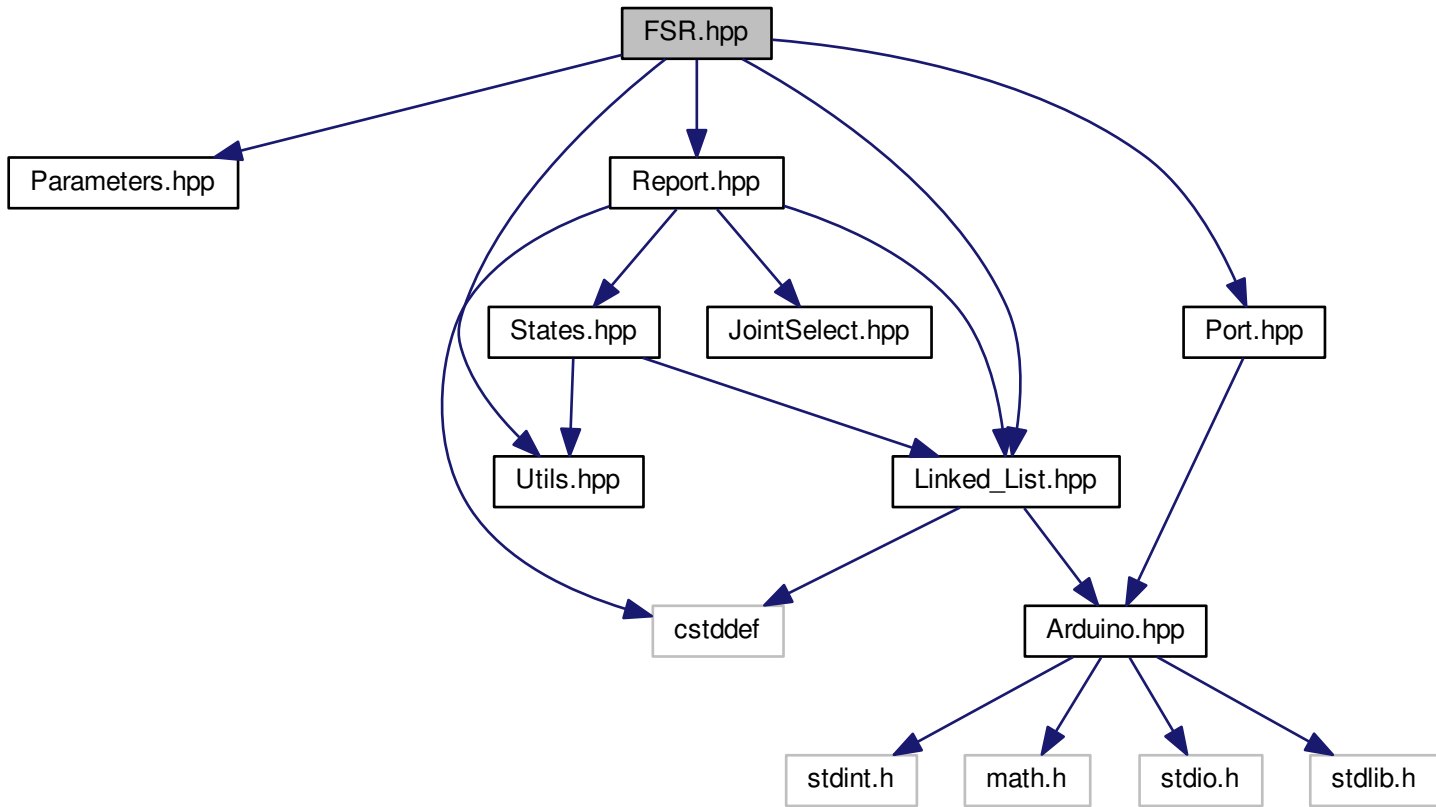 FSR.hpp
Parameters.hpp
Report.hpp
States.hpp
JointSelect.hpp
Port.hpp
Utils.hpp
Linked_List.hpp
cstddef
Arduino.hpp
stdint.h
math.h
stdio.h
stdlib.h